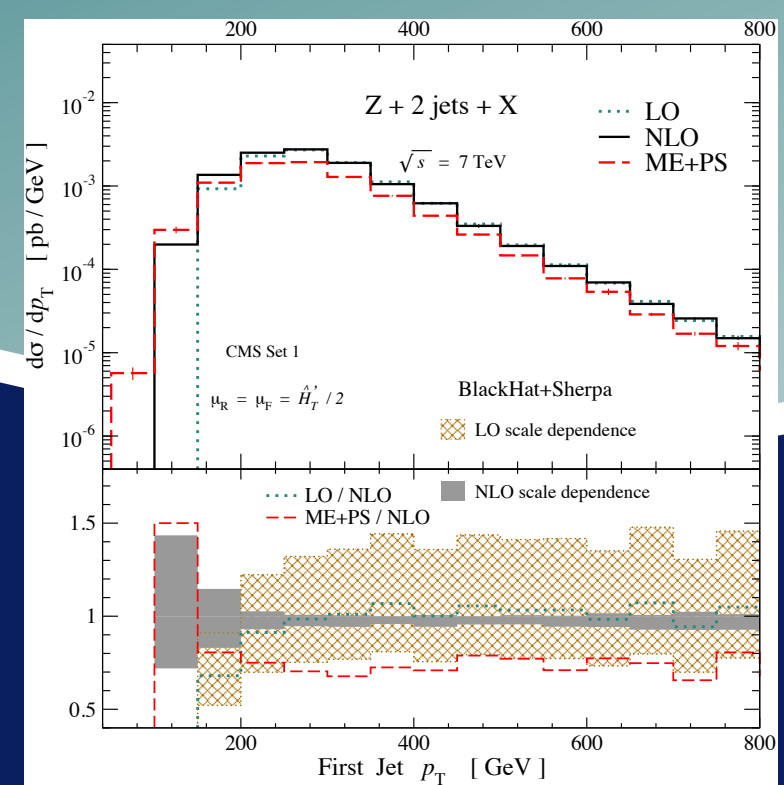 200 400 600 800
Z + 2 jets + X
√s = 7 TeV
LO
NLO
ME+PS
10⁻²
10⁻³
10⁻⁴
10⁻⁵
10⁻⁶
dσ / dp_T [ pb / GeV ]
CMS Set 1
μ_R = μ_F = Ĥ_T' / 2
BlackHat+Sherpa
LO scale dependence
LO / NLO
NLO scale dependence
ME+PS / NLO
1.5
1
0.5
200 400 600 800
First Jet p_T [ GeV ]